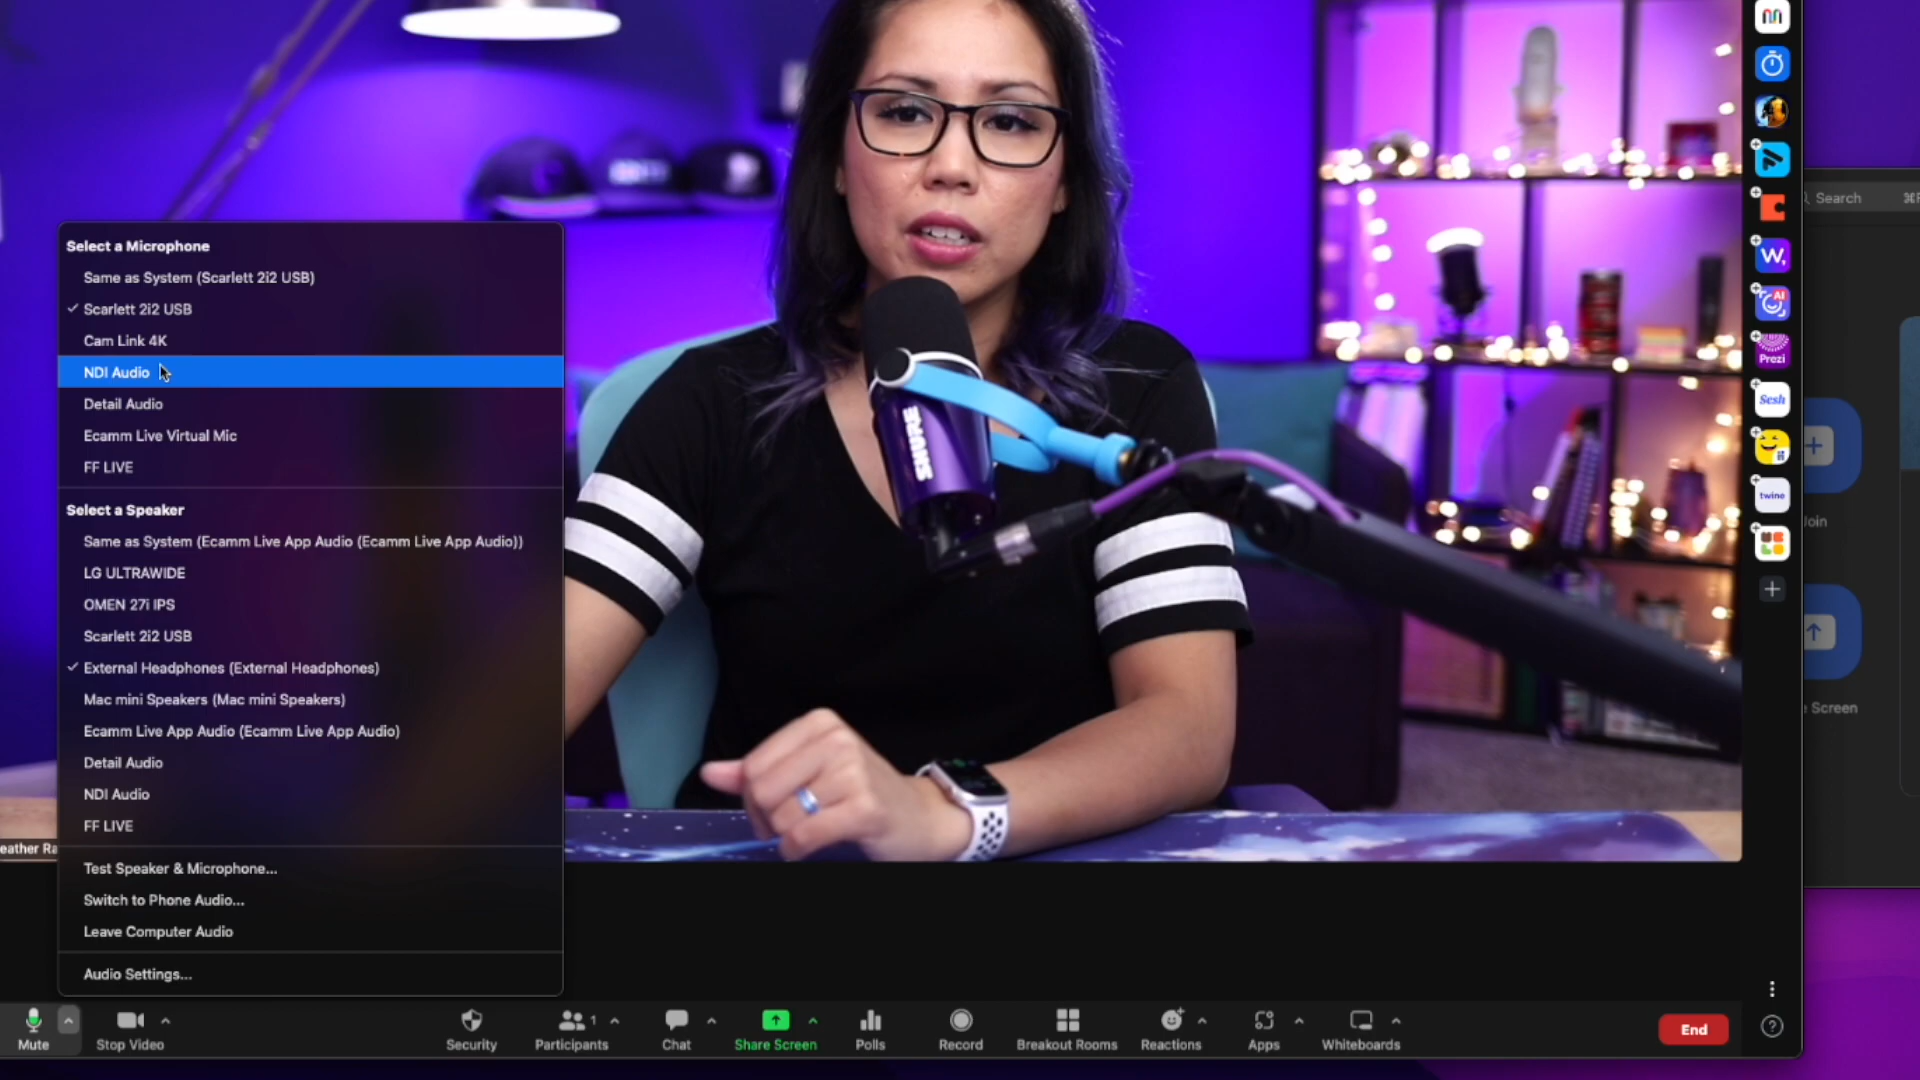 Select a Microphone
Same as System (Scarlett 2i2 USB)
✓ Scarlett 2i2 USB
Cam Link 4K
NDI Audio
Detail Audio
Ecamm Live Virtual Mic
FF LIVE
Select a Speaker
Same as System (Ecamm Live App Audio (Ecamm Live App Audio))
LG ULTRAWIDE
OMEN 27i IPS
Scarlett 2i2 USB
✓ External Headphones (External Headphones)
Mac mini Speakers (Mac mini Speakers)
Ecamm Live App Audio (Ecamm Live App Audio)
Detail Audio
NDI Audio
FF LIVE
Test Speaker & Microphone...
Switch to Phone Audio...
Leave Computer Audio
Audio Settings...
eather Ra
SHURE
W,
AI
Prezi
Sesh
twine
Search
⌘F
oin
e Screen
Mute
Stop Video
Security
1
Participants
Chat
Share Screen
Polls
Record
Breakout Rooms
Reactions
Apps
Whiteboards
End